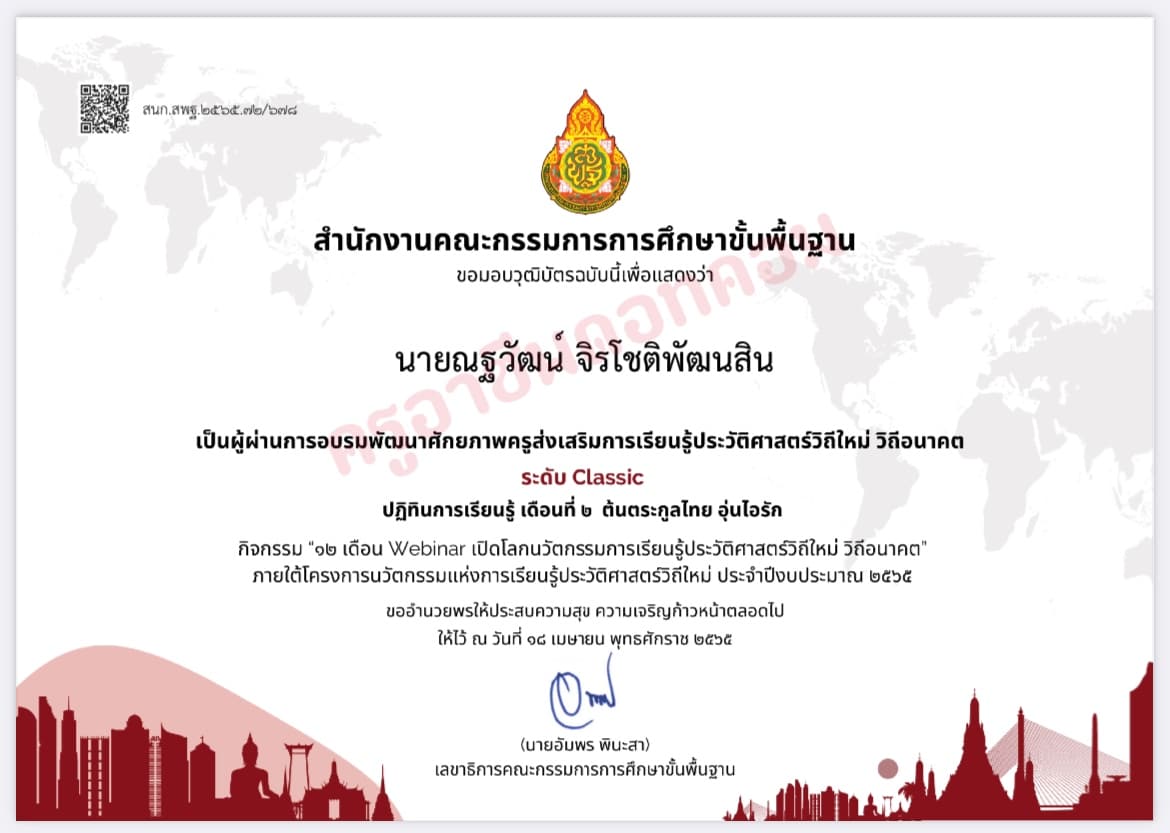 สนก.สพฐ.๒๕๖๕.๗๒/๖๗๘
สำนักงานคณะกรรมการการศึกษาขั้นพื้นฐาน
ขอมอบวุฒิบัตรฉบับนี้เพื่อแสดงว่า
นายณฐวัฒน์ จิรโชติพัฒนสิน
ครูอาชีพดอทคอม
เป็นผู้ผ่านการอบรมพัฒนาศักยภาพครูส่งเสริมการเรียนรู้ประวัติศาสตร์วิถีใหม่ วิถีอนาคต
ระดับ Classic
ปฏิทินการเรียนรู้ เดือนที่ ๒ ต้นตระกูลไทย อุ่นไอรัก
กิจกรรม “๑๒ เดือน Webinar เปิดโลกนวัตกรรมการเรียนรู้ประวัติศาสตร์วิถีใหม่ วิถีอนาคต”
ภายใต้โครงการนวัตกรรมแห่งการเรียนรู้ประวัติศาสตร์วิถีใหม่ ประจำปีงบประมาณ ๒๕๖๕
ขออำนวยพรให้ประสบความสุข ความเจริญก้าวหน้าตลอดไป
ให้ไว้ ณ วันที่ ๑๘ เมษายน พุทธศักราช ๒๕๖๕
(นายอัมพร พินะสา)
เลขาธิการคณะกรรมการการศึกษาขั้นพื้นฐาน